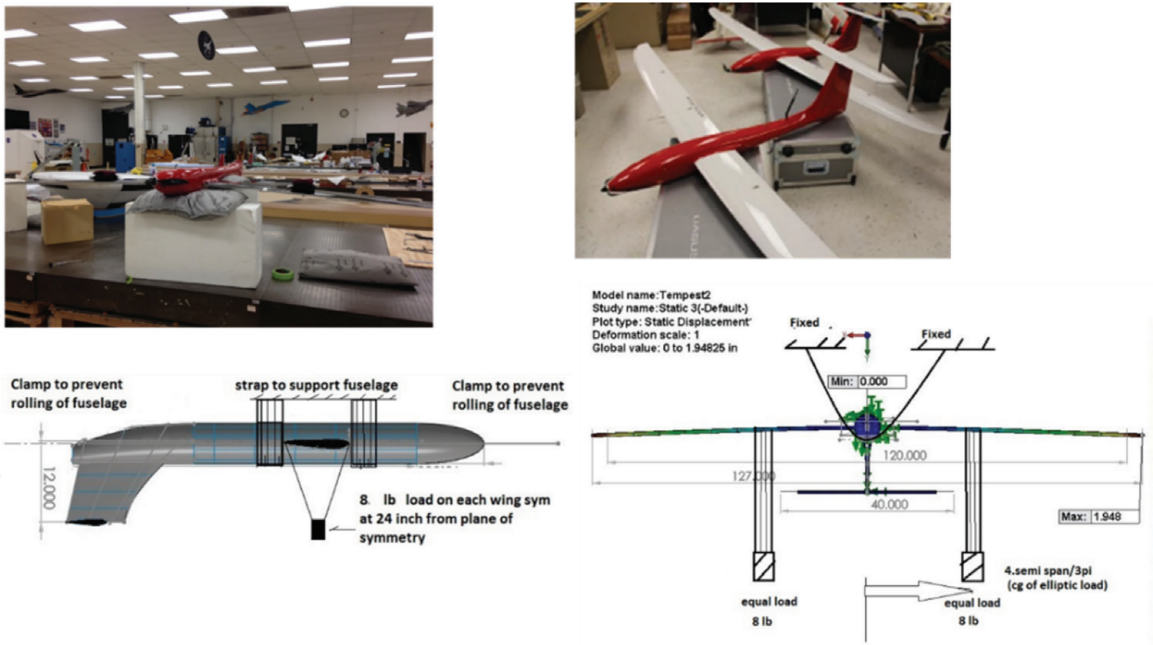 Model name:Tempest2
Study name:Static 3(-Default-)
Plot type: Static Displacement'
Deformation scale: 1
Global value: 0 to 1.94825 in
Fixed
Fixed
Min: 0.000
120.000
127.000
40.000
Max: 1.948
4.semi span/3pi
(cg of elliptic load)
equal load
8 lb
equal load
8 lb
Clamp to prevent
rolling of fuselage
strap to support fuselage
Clamp to prevent
rolling of fuselage
12.000
8. lb load on each wing sym
at 24 inch from plane of
symmetry